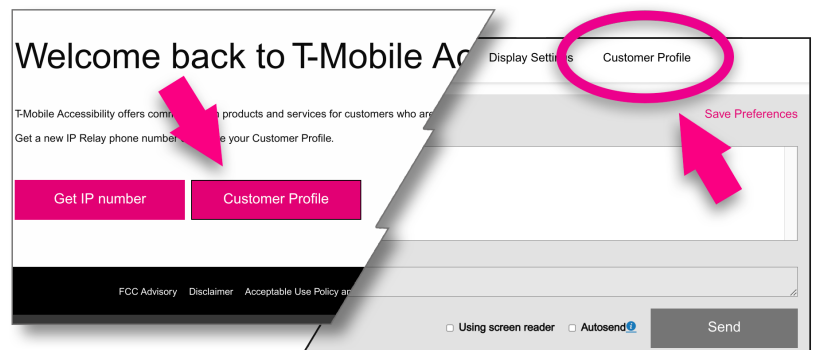 Welcome back to T-Mobile Ac
T-Mobile Accessibility offers comm products and services for customers who are
Get a new IP Relay phone number your Customer Profile.
Get IP number
Customer Profile
FCC Advisory Disclaimer Acceptable Use Policy an
Display Settings Customer Profile
Save Preferences
Using screen reader Autosend
Send